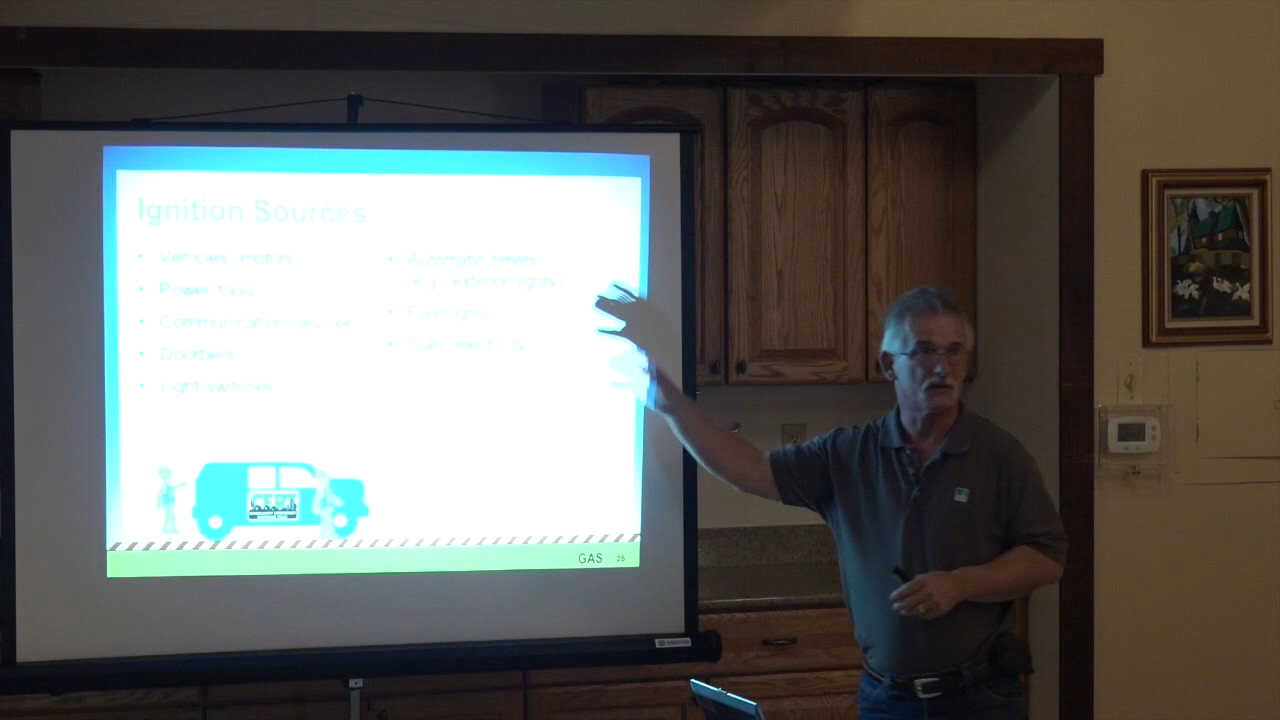 Ignition Sources
• Vehicles, motors
• Power tools
• Communication devices
• Doorbells
• Light switches
• Automatic timers
(e.g., exterior lights)
• Flashlights
• Static electricity
GAS 26